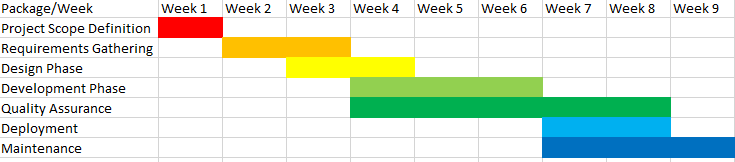 Package/Week Week 1 Week 2 Week 3 Week 4 Week 5 Week 6 Week 7 Week 8 Week 9
Project Scope Definition
Requirements Gathering
Design Phase
Development Phase
Quality Assurance
Deployment
Maintenance